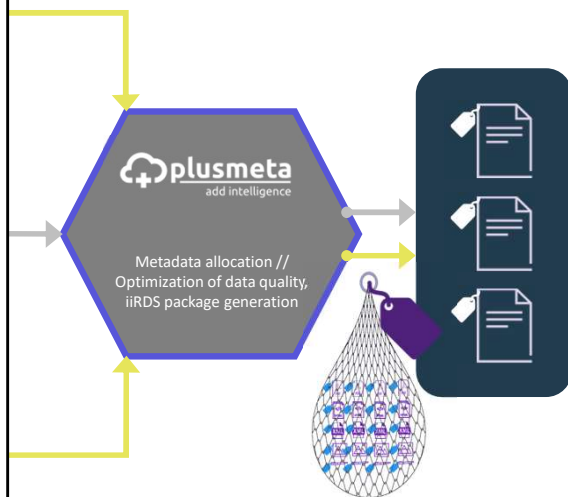 plusmeta
add intelligence
Metadata allocation //
Optimization of data quality,
iiRDS package generation